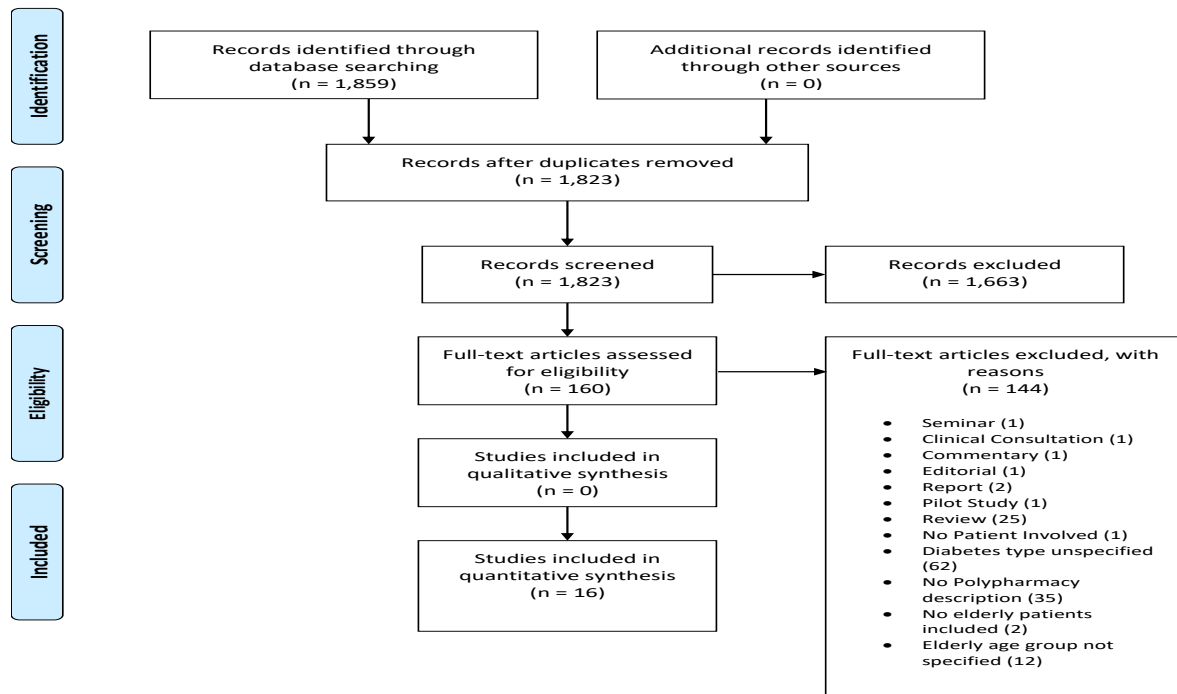 Identification
Records identified through
database searching
(n = 1,859)
Additional records identified
through other sources
(n = 0)
Records after duplicates removed
(n = 1,823)
Screening
Records screened
(n = 1,823)
Records excluded
(n = 1,663)
Eligibility
Full-text articles assessed
for eligibility
(n = 160)
Full-text articles excluded, with
reasons
(n = 144)
• Seminar (1)
• Clinical Consultation (1)
• Commentary (1)
• Editorial (1)
• Report (2)
• Pilot Study (1)
• Review (25)
• No Patient Involved (1)
• Diabetes type unspecified
(62)
• No Polypharmacy
description (35)
• No elderly patients
included (2)
• Elderly age group not
specified (12)
Studies included in
qualitative synthesis
(n = 0)
Included
Studies included in
quantitative synthesis
(n = 16)